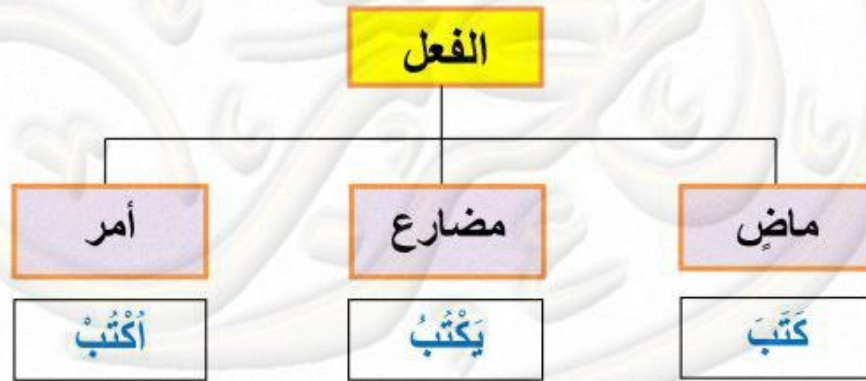 الفعل
ماضٍ
مضارع
أمر
كَتَبَ
يَكْتُبُ
اُكْتُبْ